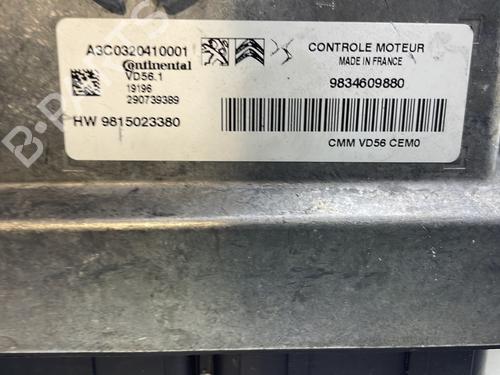 A3C0320410001
Continental
VD56.1
19196
290739389
HW 9815023380
CONTROLE MOTEUR
MADE IN FRANCE
9834609880
CMM VD56 CEM0